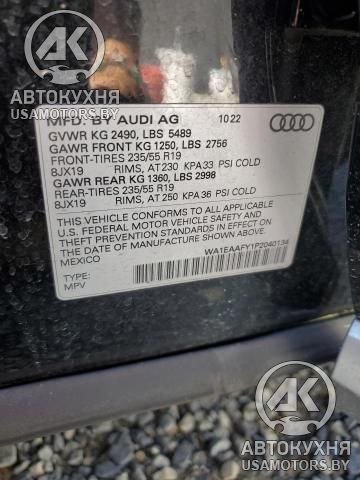 АВТОКУХНЯ
USAMOTORS.BY
MFD. BY AUDI AG 10 22
GVWR KG 2490, LBS 5489
GAWR FRONT KG 1250, LBS 2756
FRONT-TIRES 235/55 R19
8JX19 RIMS, AT 230 KPA 33 PSI COLD
GAWR REAR KG 1360, LBS 2998
REAR-TIRES 235/55 R19
8JX19 RIMS, AT 250 KPA 36 PSI COLD
THIS VEHICLE CONFORMS TO ALL APPLICABLE
U.S. FEDERAL MOTOR VEHICLE SAFETY AND
THEFT PREVENTION STANDARDS IN EFFECT ON THE
DATE OF MANUFACTURE SHOWN ABOVE.
MEXICO
WA1EAAFY1P2040134
TYPE:
MPV
АВТОКУХНЯ
USAMOTORS.BY